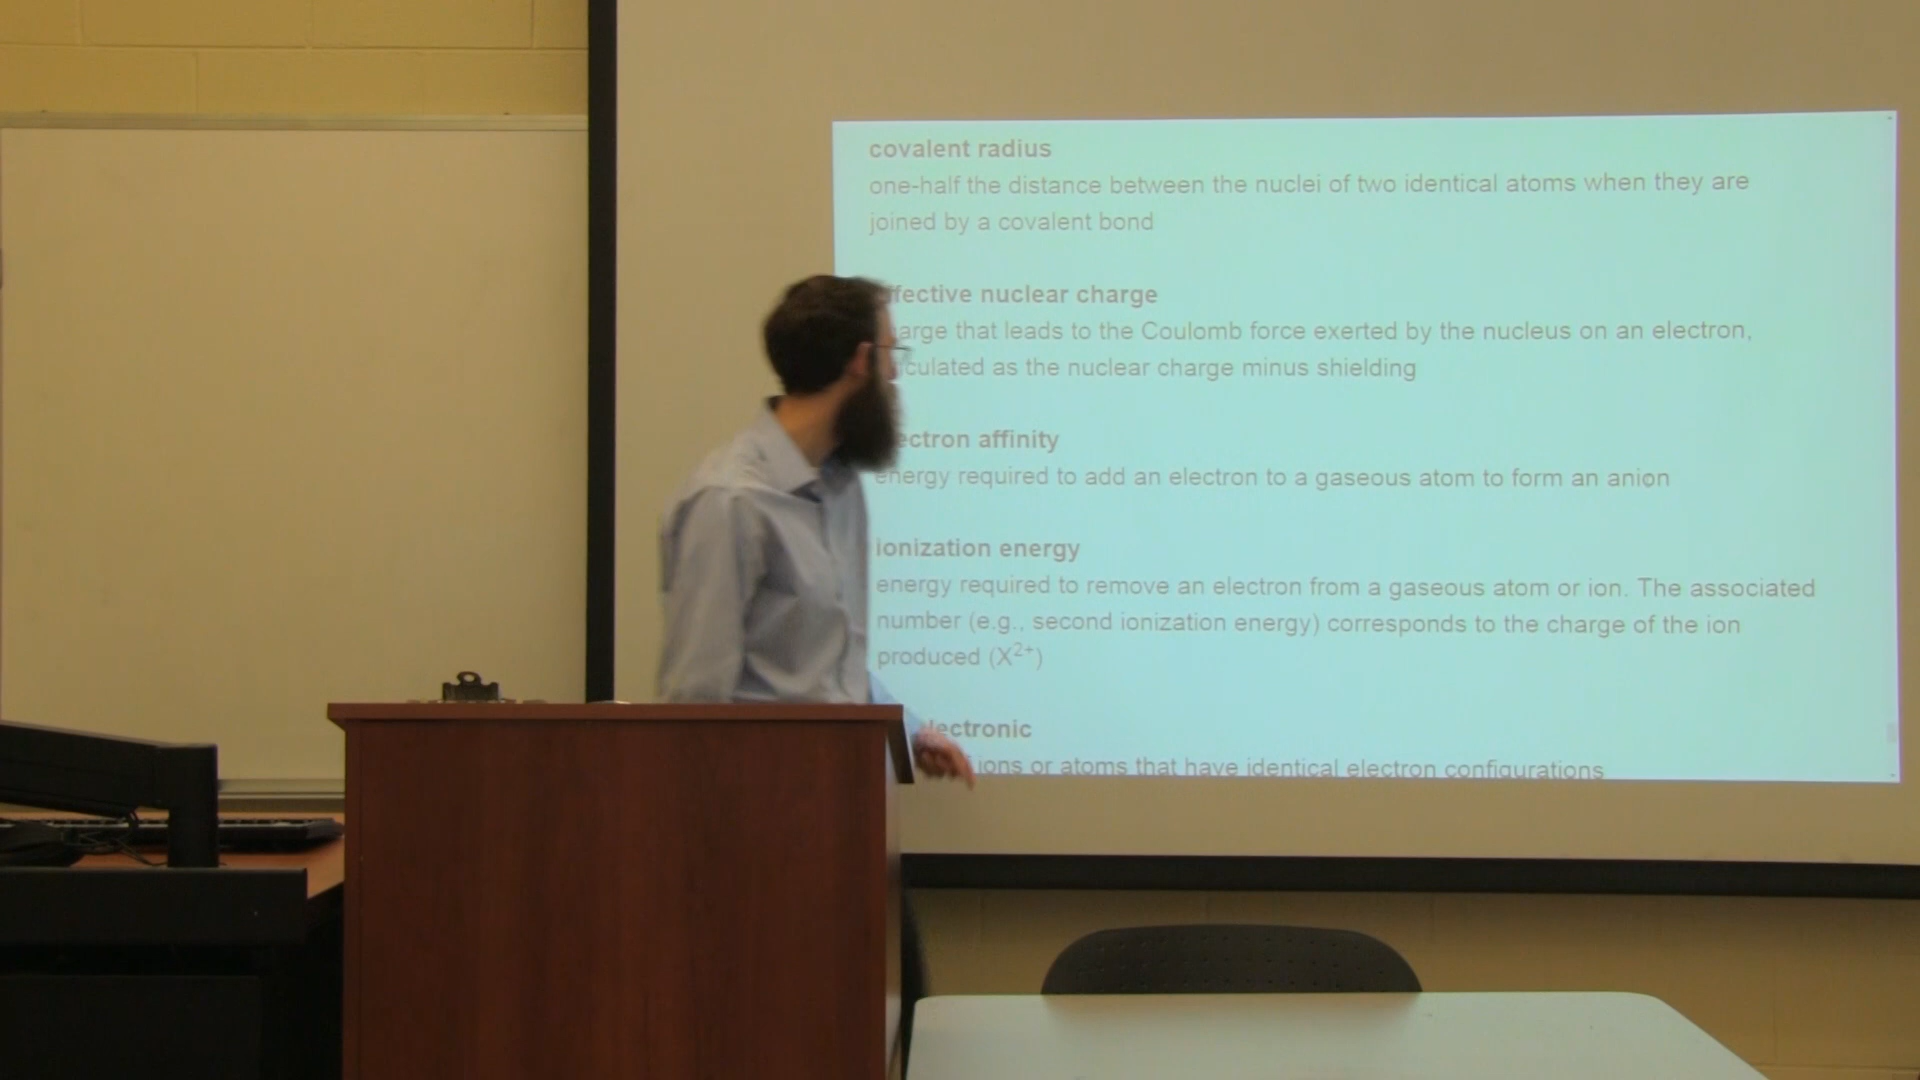 covalent radius
one-half the distance between the nuclei of two identical atoms when they are
joined by a covalent bond
ffective nuclear charge
arge that leads to the Coulomb force exerted by the nucleus on an electron,
culated as the nuclear charge minus shielding
ectron affinity
energy required to add an electron to a gaseous atom to form an anion
ionization energy
energy required to remove an electron from a gaseous atom or ion. The associated
number (e.g., second ionization energy) corresponds to the charge of the ion
produced (X²⁺)
lectronic
ions or atoms that have identical electron configurations